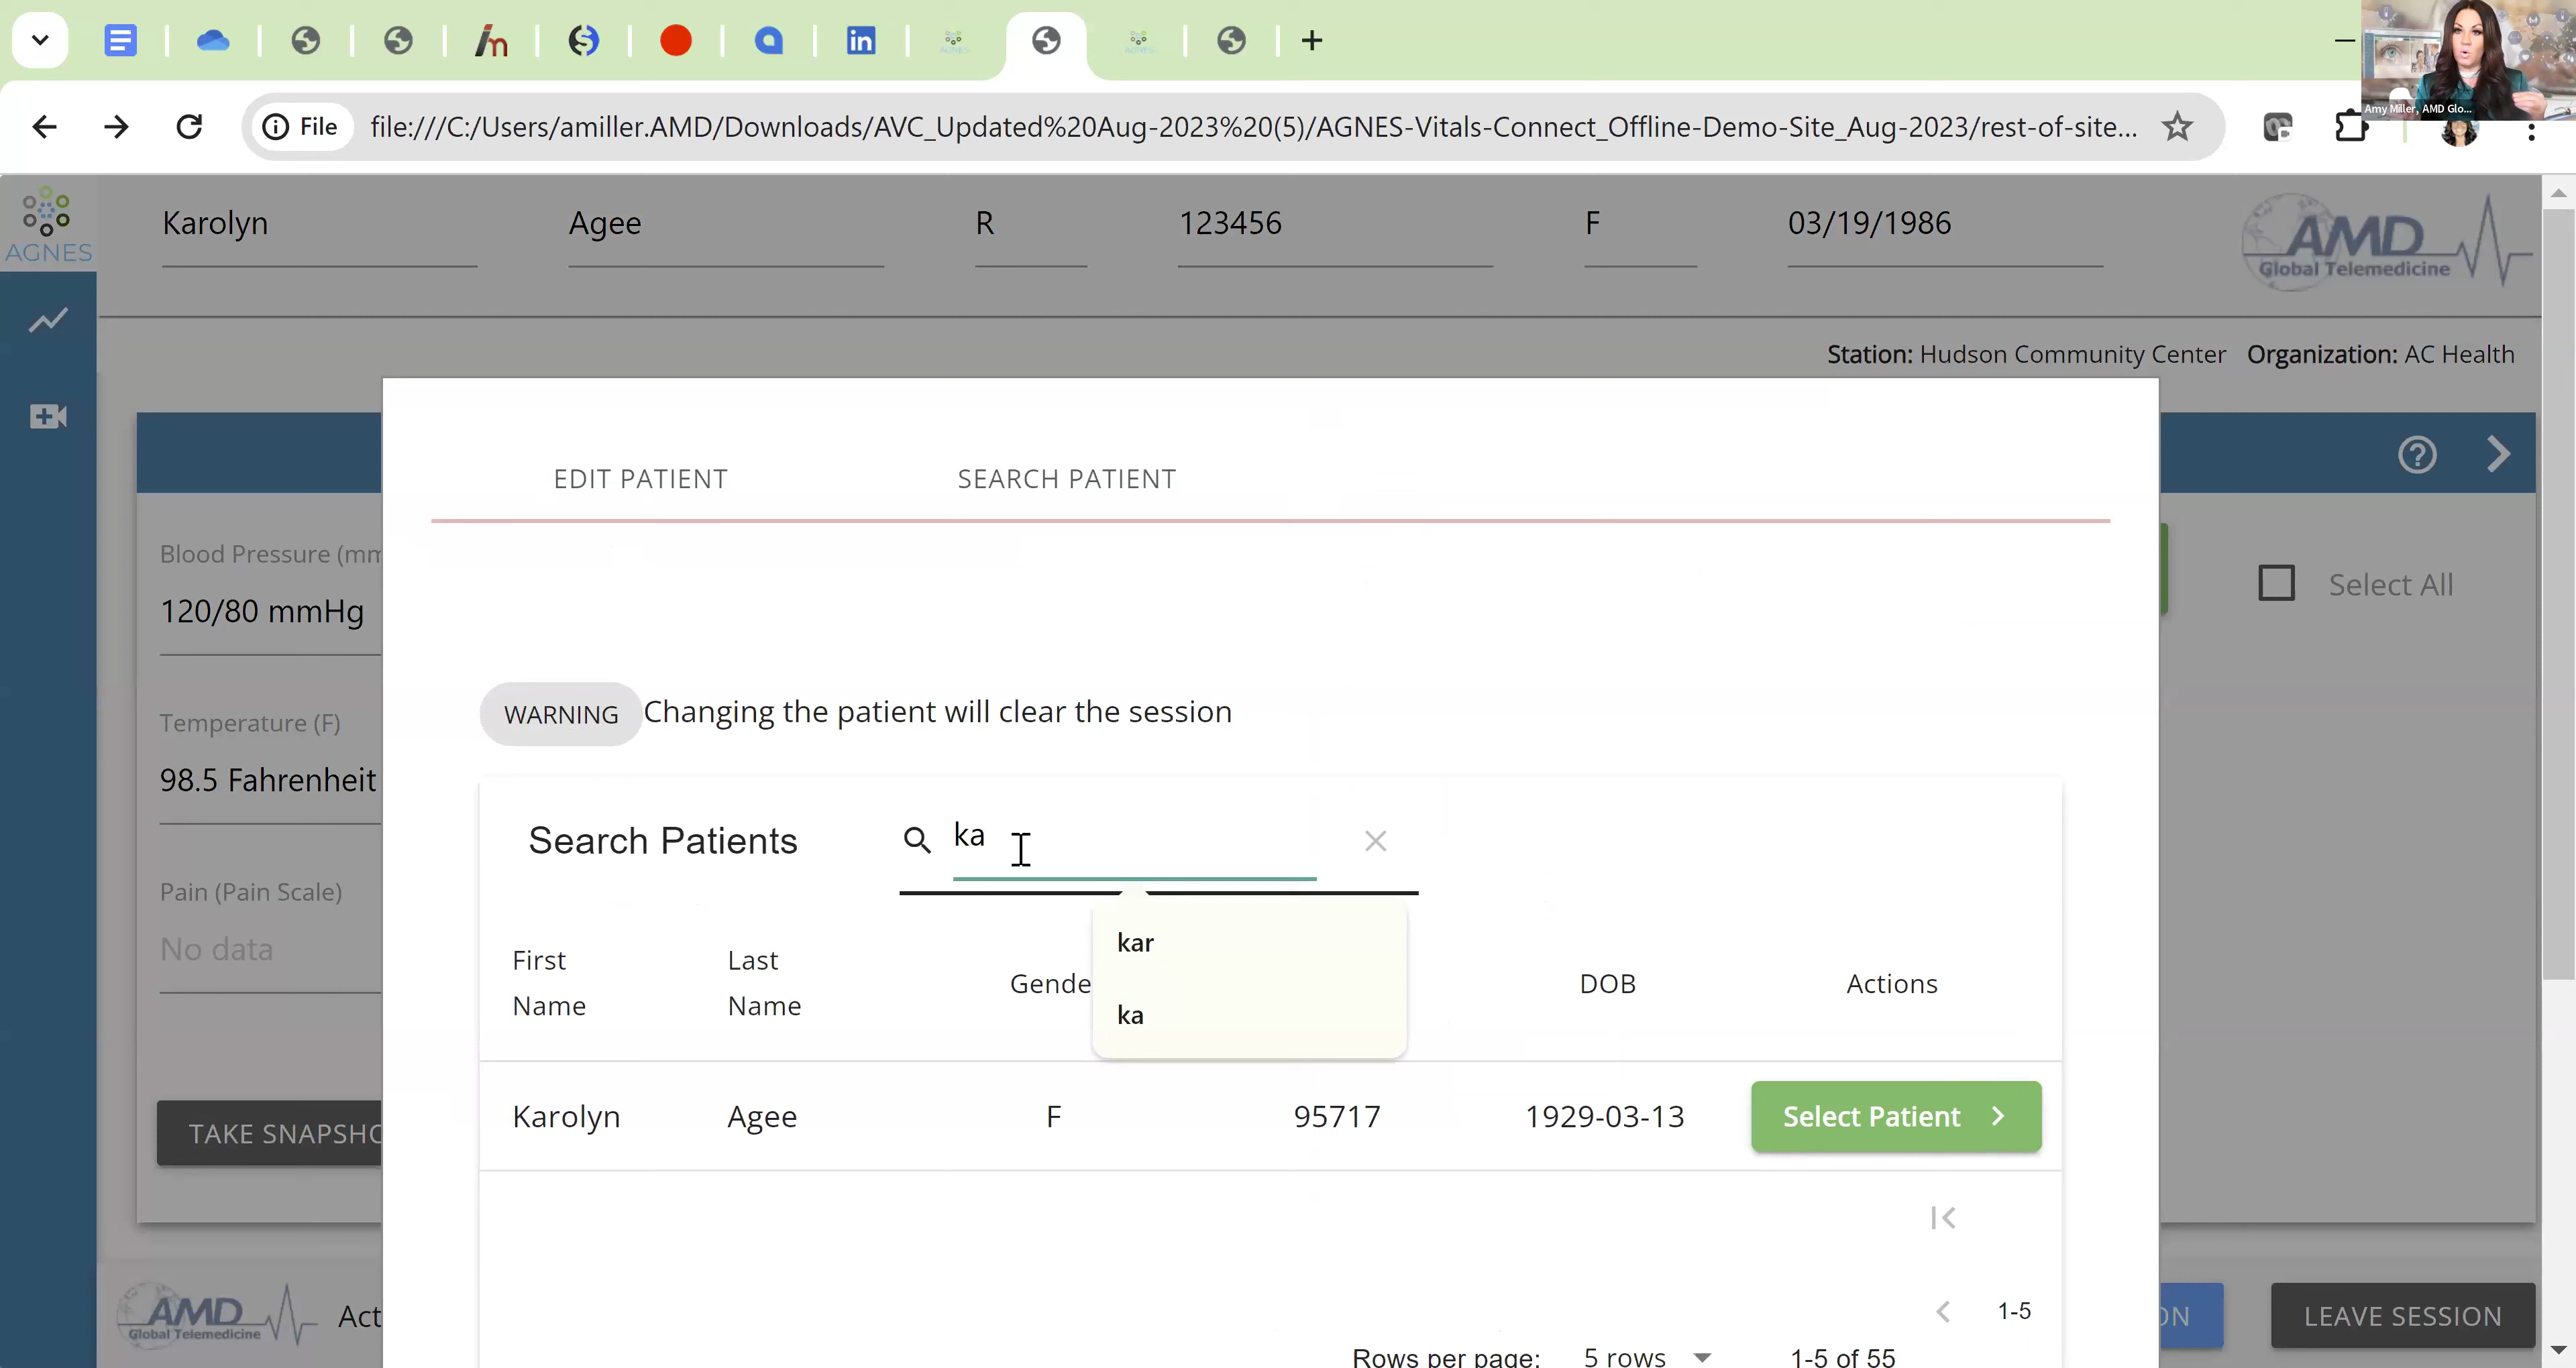 Amy Miller, AMD Glo...
File file:///C:/Users/amiller.AMD/Downloads/AVC_Updated%20Aug-2023%20(5)/AGNES-Vitals-Connect_Offline-Demo-Site_Aug-2023/rest-of-site...
AGNES
Karolyn Agee R 123456 F 03/19/1986
AMD
Global Telemedicine
Station: Hudson Community Center Organization: AC Health
EDIT PATIENT SEARCH PATIENT
Blood Pressure (mm
120/80 mmHg
Select All
WARNING Changing the patient will clear the session
Temperature (F)
98.5 Fahrenheit
Search Patients ka
kar
ka
Pain (Pain Scale)
No data
First Name Last Name Gende DOB Actions
Karolyn Agee F 95717 1929-03-13 Select Patient
TAKE SNAPSHO
1-5
AMD
Global Telemedicine
Act
ON
LEAVE SESSION
Rows per page: 5 rows 1-5 of 55